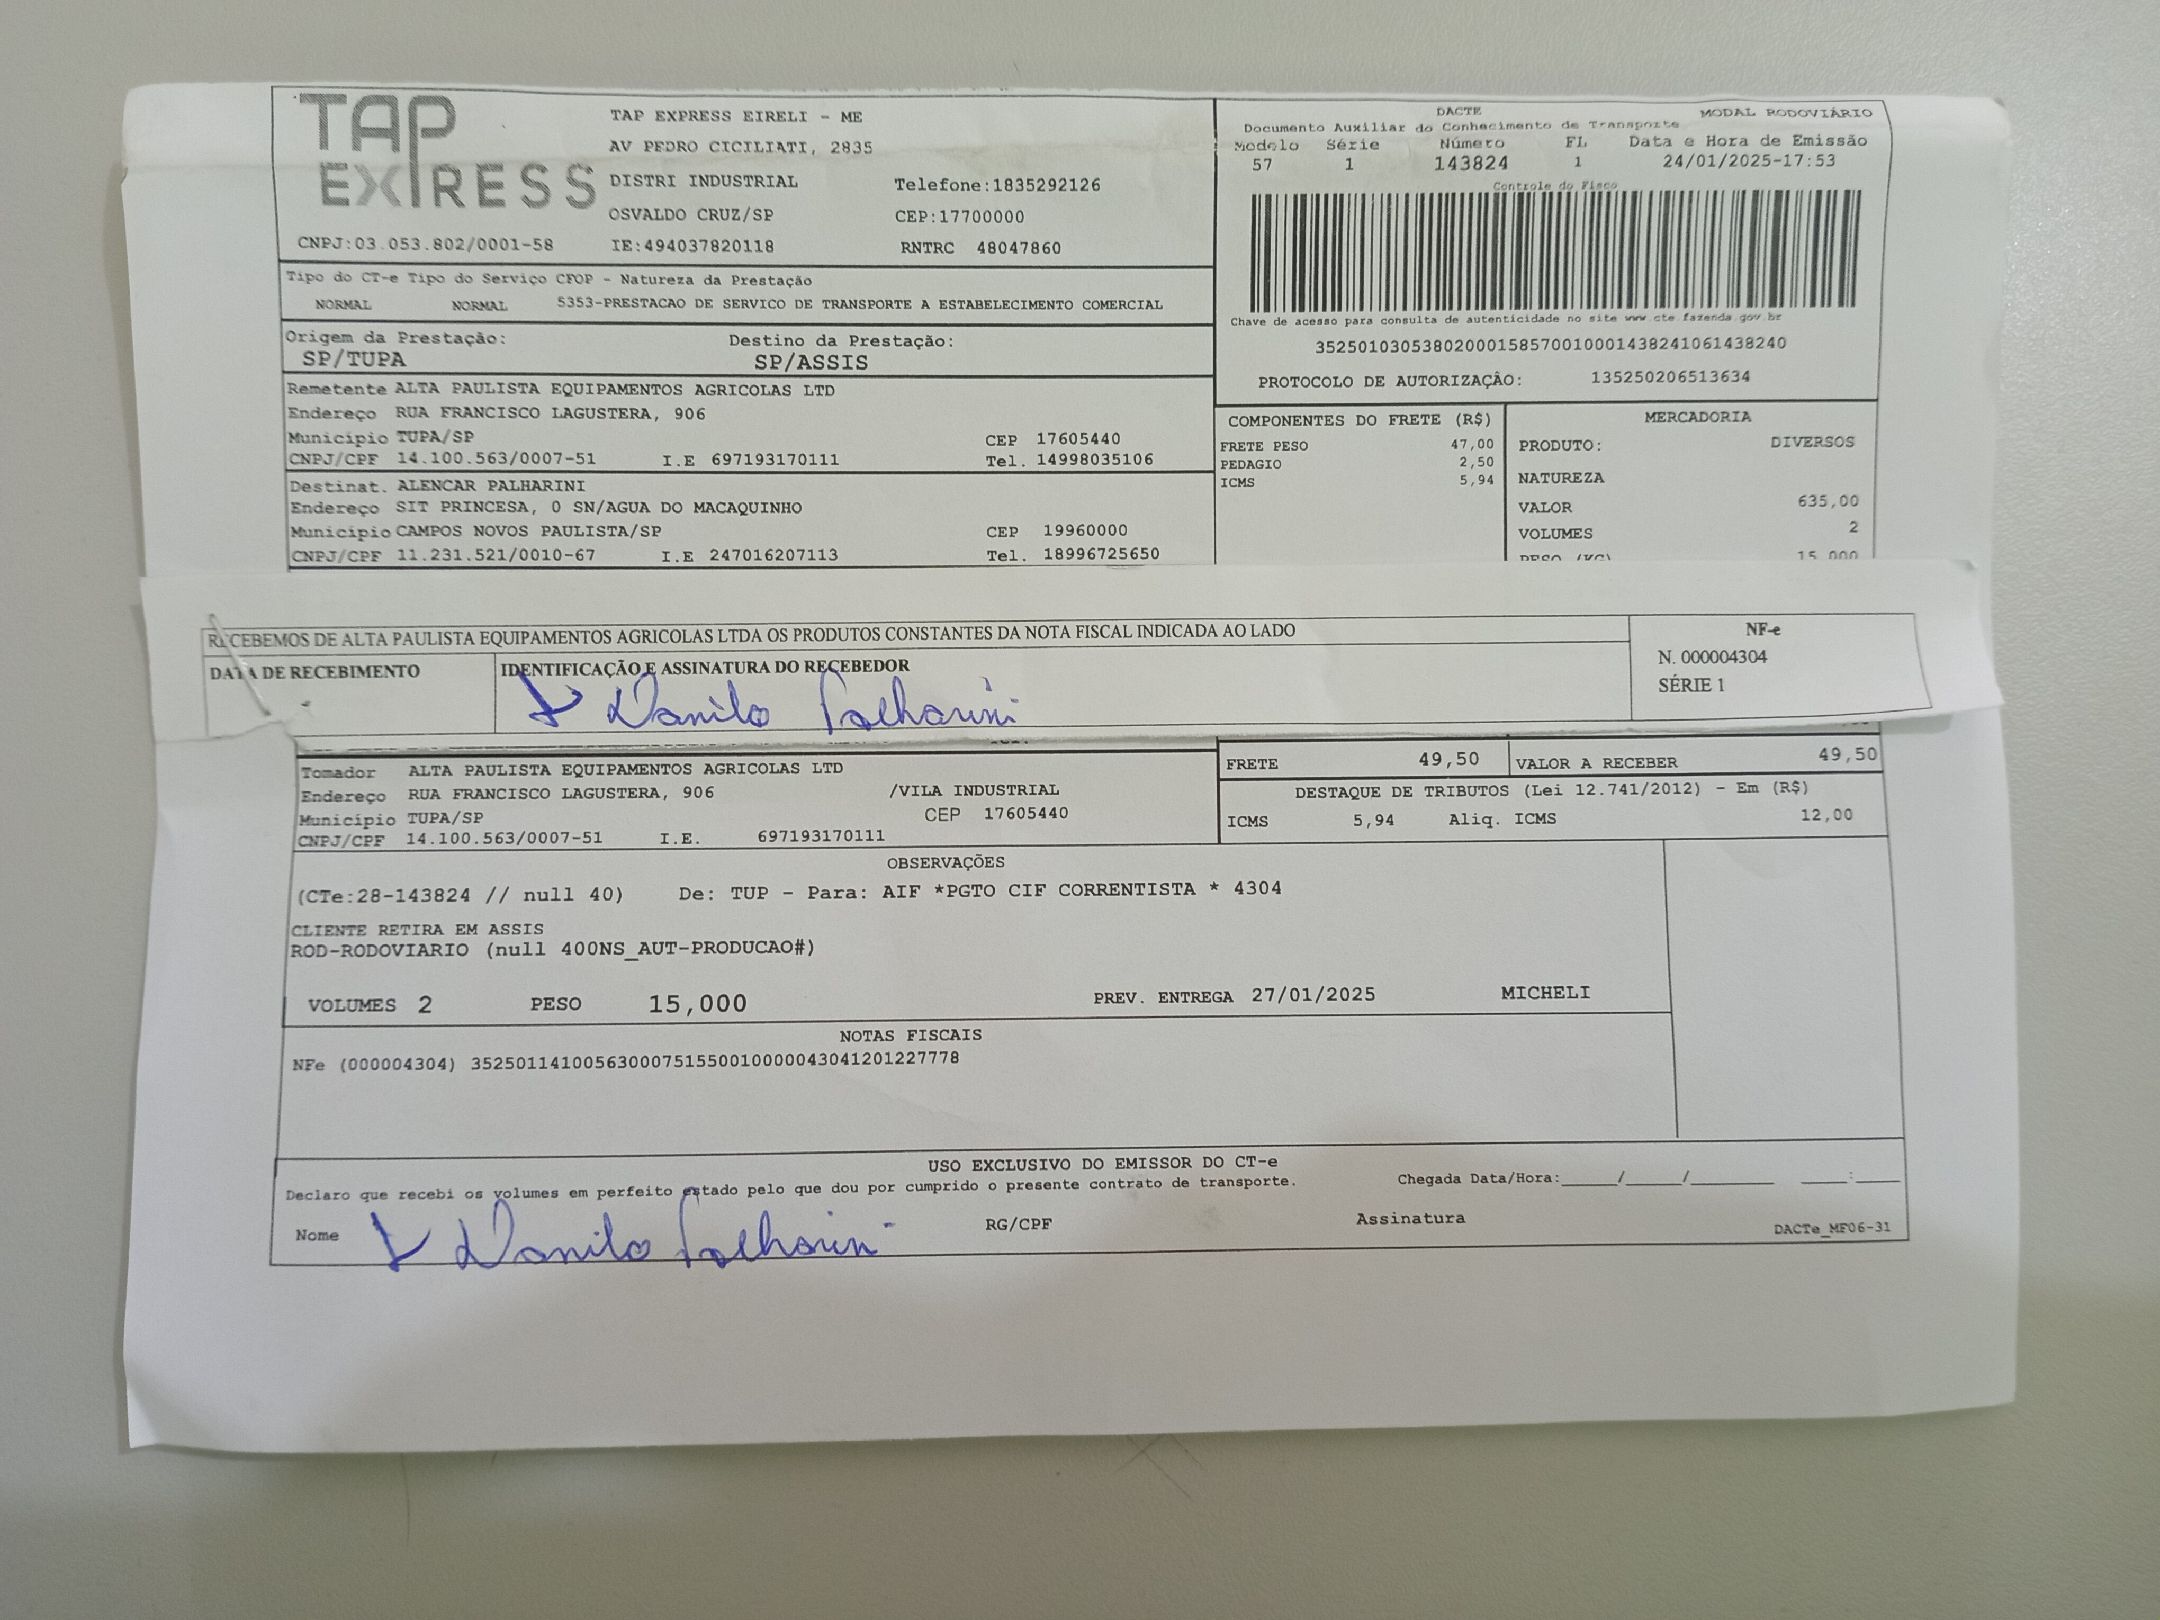 TAP EXPRESS
TAP EXPRESS EIRELI - ME
AV PEDRO CICILIATI, 2835
DISTRI INDUSTRIAL Telefone:1835292126
OSVALDO CRUZ/SP CEP:17700000
CNPJ:03.053.802/0001-58 IE:494037820118 RNTRC 48047860
DACTE MODAL RODOVIÁRIO
Documento Auxiliar do Conhecimento de Transporte
Modelo Série Número FL Data e Hora de Emissão
57 1 143824 1 24/01/2025-17:53
Controle do Fisco
Chave de acesso para consulta de autenticidade no site www.cte.fazenda.gov.br
35250103053802000158570010001438241061438240
PROTOCOLO DE AUTORIZAÇÃO: 135250206513634
Tipo do CT-e Tipo do Serviço CFOP - Natureza da Prestação
NORMAL NORMAL 5353-PRESTACAO DE SERVICO DE TRANSPORTE A ESTABELECIMENTO COMERCIAL
Origem da Prestação: Destino da Prestação:
SP/TUPA SP/ASSIS
Remetente ALTA PAULISTA EQUIPAMENTOS AGRICOLAS LTD
Endereço RUA FRANCISCO LAGUSTERA, 906
Município TUPA/SP CEP 17605440
CNPJ/CPF 14.100.563/0007-51 I.E 697193170111 Tel. 14998035106
Destinat. ALENCAR PALHARINI
Endereço SIT PRINCESA, 0 SN/AGUA DO MACAQUINHO
Município CAMPOS NOVOS PAULISTA/SP CEP 19960000
CNPJ/CPF 11.231.521/0010-67 I.E 247016207113 Tel. 18996725650
COMPONENTES DO FRETE (R$)
FRETE PESO 47,00
PEDAGIO 2,50
ICMS 5,94
MERCADORIA
PRODUTO: DIVERSOS
NATUREZA
VALOR 635,00
VOLUMES 2
PESO (KG) 15,000
RECEBEMOS DE ALTA PAULISTA EQUIPAMENTOS AGRICOLAS LTDA OS PRODUTOS CONSTANTES DA NOTA FISCAL INDICADA AO LADO
DATA DE RECEBIMENTO IDENTIFICAÇÃO E ASSINATURA DO RECEBEDOR
Danilo Palharini
NF-e
N. 000004304
SÉRIE 1
Tomador ALTA PAULISTA EQUIPAMENTOS AGRICOLAS LTD
Endereço RUA FRANCISCO LAGUSTERA, 906 /VILA INDUSTRIAL
Município TUPA/SP CEP 17605440
CNPJ/CPF 14.100.563/0007-51 I.E. 697193170111
FRETE 49,50 VALOR A RECEBER 49,50
DESTAQUE DE TRIBUTOS (Lei 12.741/2012) - Em (R$)
ICMS 5,94 Aliq. ICMS 12,00
OBSERVAÇÕES
(CTe:28-143824 // null 40) De: TUP - Para: AIF *PGTO CIF CORRENTISTA * 4304
CLIENTE RETIRA EM ASSIS
ROD-RODOVIARIO (null 400NS_AUT-PRODUCAO#)
VOLUMES 2 PESO 15,000 PREV. ENTREGA 27/01/2025 MICHELI
NOTAS FISCAIS
NFe (000004304) 35250114100563000751550010000043041201227778
USO EXCLUSIVO DO EMISSOR DO CT-e
Declaro que recebi os volumes em perfeito estado pelo que dou por cumprido o presente contrato de transporte. Chegada Data/Hora:_____/_____/________ ____:____
Nome Danilo Palharini RG/CPF Assinatura
DACTe_MF06-31